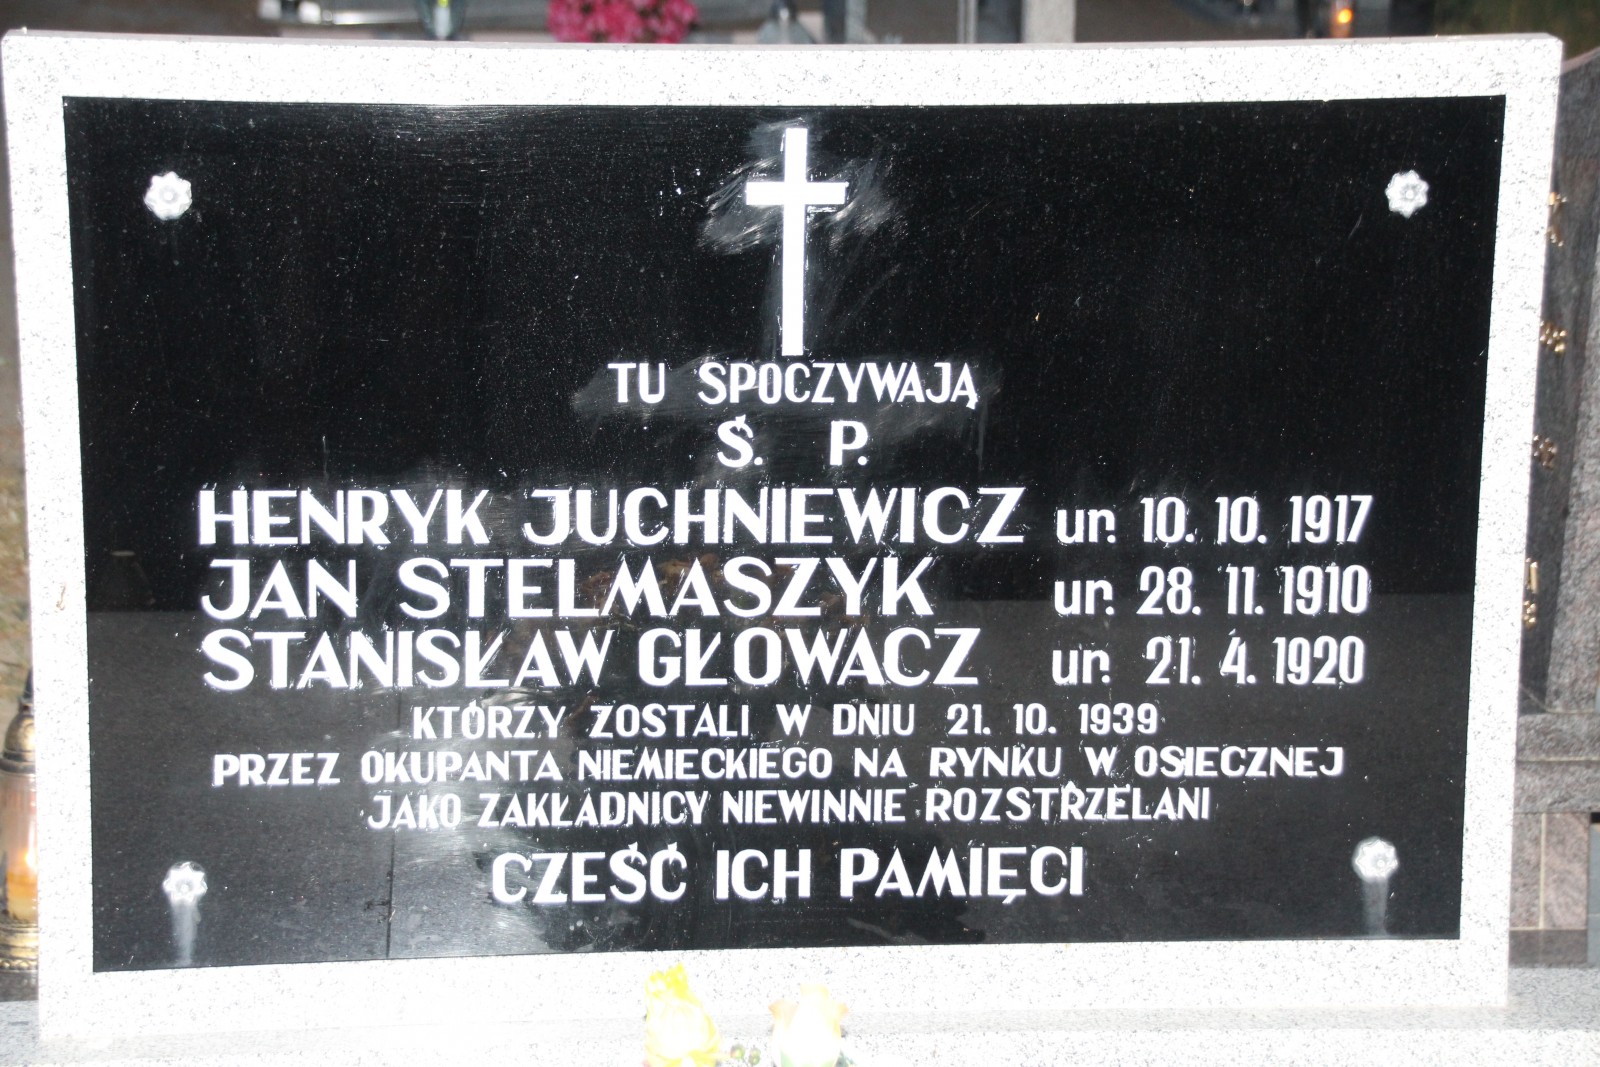 TU SPOCZYWAJĄ
Ś. P.
HENRYK JUCHNIEWICZ ur. 10. 10. 1917
JAN STELMASZYK ur. 28. 11. 1910
STANISŁAW GŁOWACZ ur. 21. 4. 1920
KTÓRZY ZOSTALI W DNIU 21. 10. 1939
PRZEZ OKUPANTA NIEMIECKIEGO NA RYNKU W OSIECZNEJ
JAKO ZAKŁADNICY NIEWINNIE ROZSTRZELANI
CZEŚĆ ICH PAMIĘCI